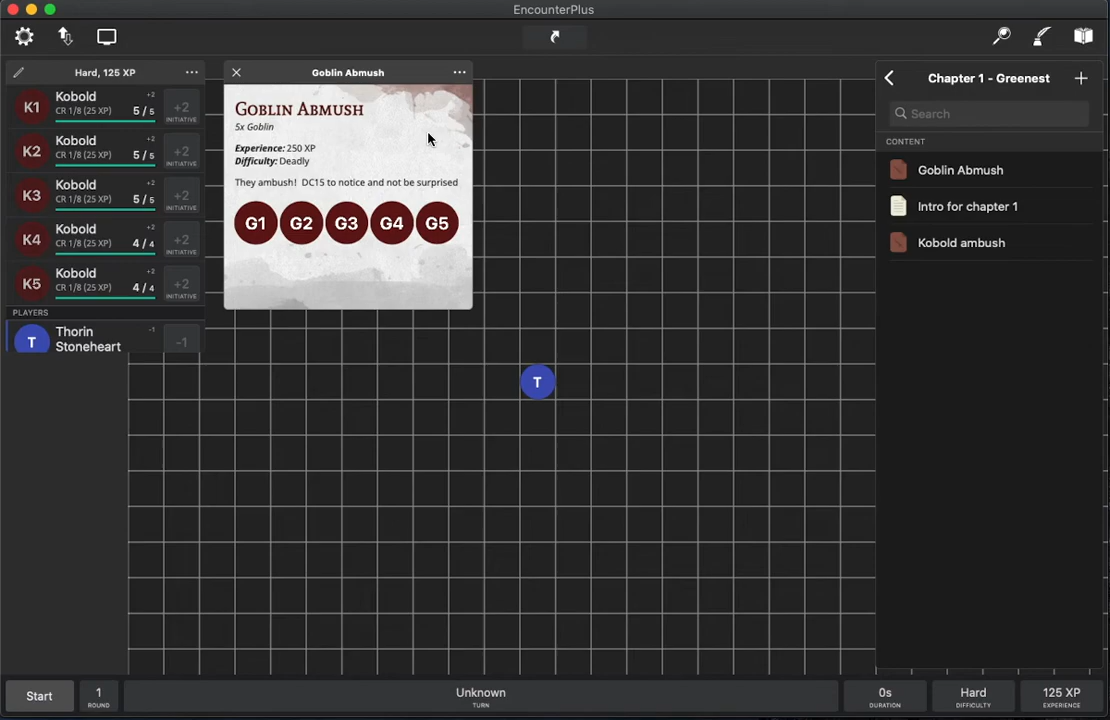 EncounterPlus
Hard, 125 XP
K1 Kobold +2
CR 1/8 (25 XP) 5 / 5
+2
INITIATIVE
K2 Kobold +2
CR 1/8 (25 XP) 5 / 5
+2
INITIATIVE
K3 Kobold +2
CR 1/8 (25 XP) 5 / 5
+2
INITIATIVE
K4 Kobold +2
CR 1/8 (25 XP) 4 / 4
+2
INITIATIVE
K5 Kobold +2
CR 1/8 (25 XP) 4 / 4
+2
INITIATIVE
PLAYERS
T Thorin
Stoneheart
-1
-1
Goblin Abmush
Goblin Abmush
5x Goblin
Experience: 250 XP
Difficulty: Deadly
They ambush! DC15 to notice and not be surprised
G1 G2 G3 G4 G5
T
Chapter 1 - Greenest
Search
CONTENT
Goblin Abmush
Intro for chapter 1
Kobold ambush
Start
1
ROUND
Unknown
TURN
0s
DURATION
Hard
DIFFICULTY
125 XP
EXPERIENCE